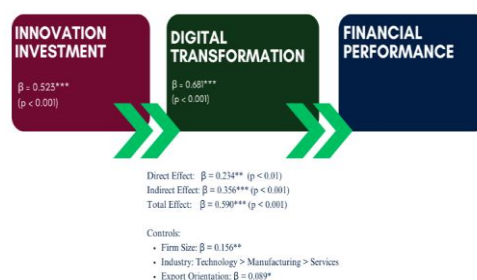 INNOVATION
INVESTMENT
β = 0.523***
(p < 0.001)
DIGITAL
TRANSFORMATION
β = 0.681***
(p < 0.001)
FINANCIAL
PERFORMANCE
Direct Effect: β = 0.234** (p < 0.01)
Indirect Effect: β = 0.356*** (p < 0.001)
Total Effect: β = 0.590*** (p < 0.001)
Controls:
• Firm Size: β = 0.156**
• Industry: Technology > Manufacturing > Services
• Export Orientation: β = 0.089*